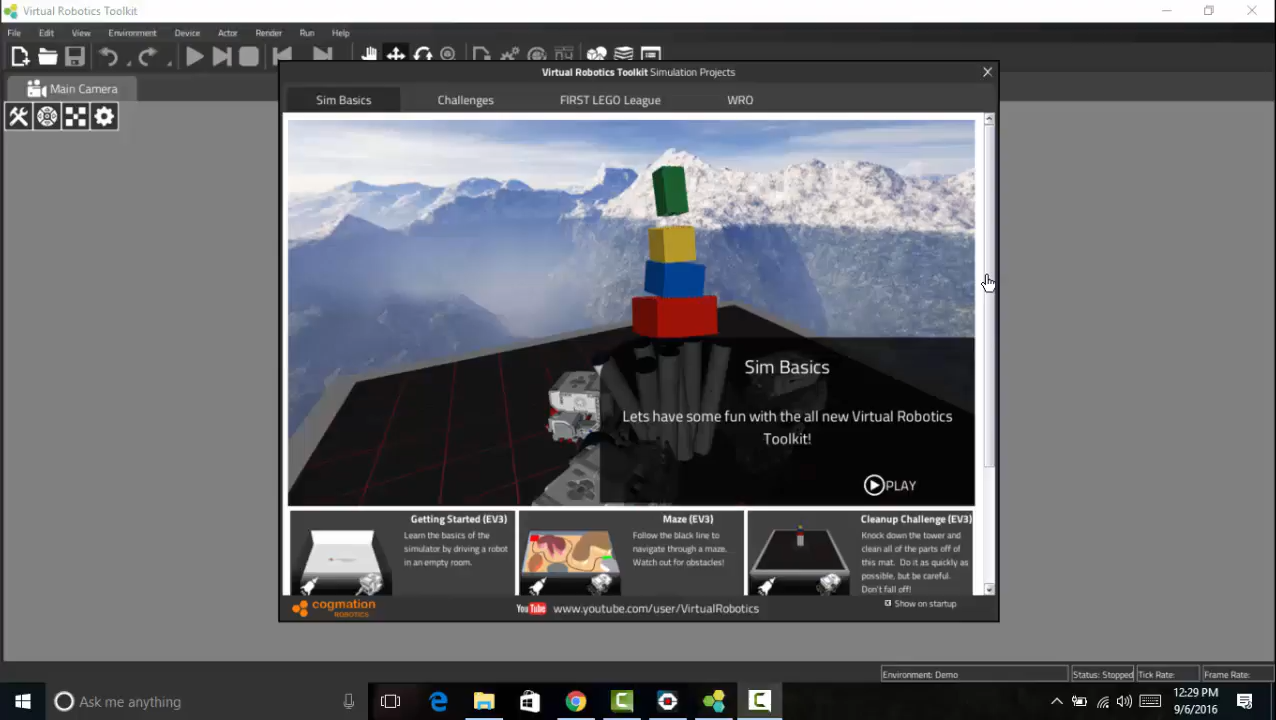 Virtual Robotics Toolkit
File Edit View Environment Device Actor Render Run Help
Main Camera
Virtual Robotics Toolkit Simulation Projects
Sim Basics Challenges FIRST LEGO League WRO
Sim Basics
Lets have some fun with the all new Virtual Robotics
Toolkit!
PLAY
Getting Started (EV3)
Learn the basics of the
simulator by driving a robot
in an empty room.
Maze (EV3)
Follow the black line to
navigate through a maze.
Watch out for obstacles!
Cleanup Challenge (EV3)
Knock down the tower and
clean all of the parts off of
this mat. Do it as quickly as
possible, but be careful.
Don't fall off!
cogmation
ROBOTICS
YouTube www.youtube.com/user/VirtualRobotics
Show on startup
Environment: Demo Status: Stopped Tick Rate: Frame Rate:
Ask me anything
12:29 PM
9/6/2016